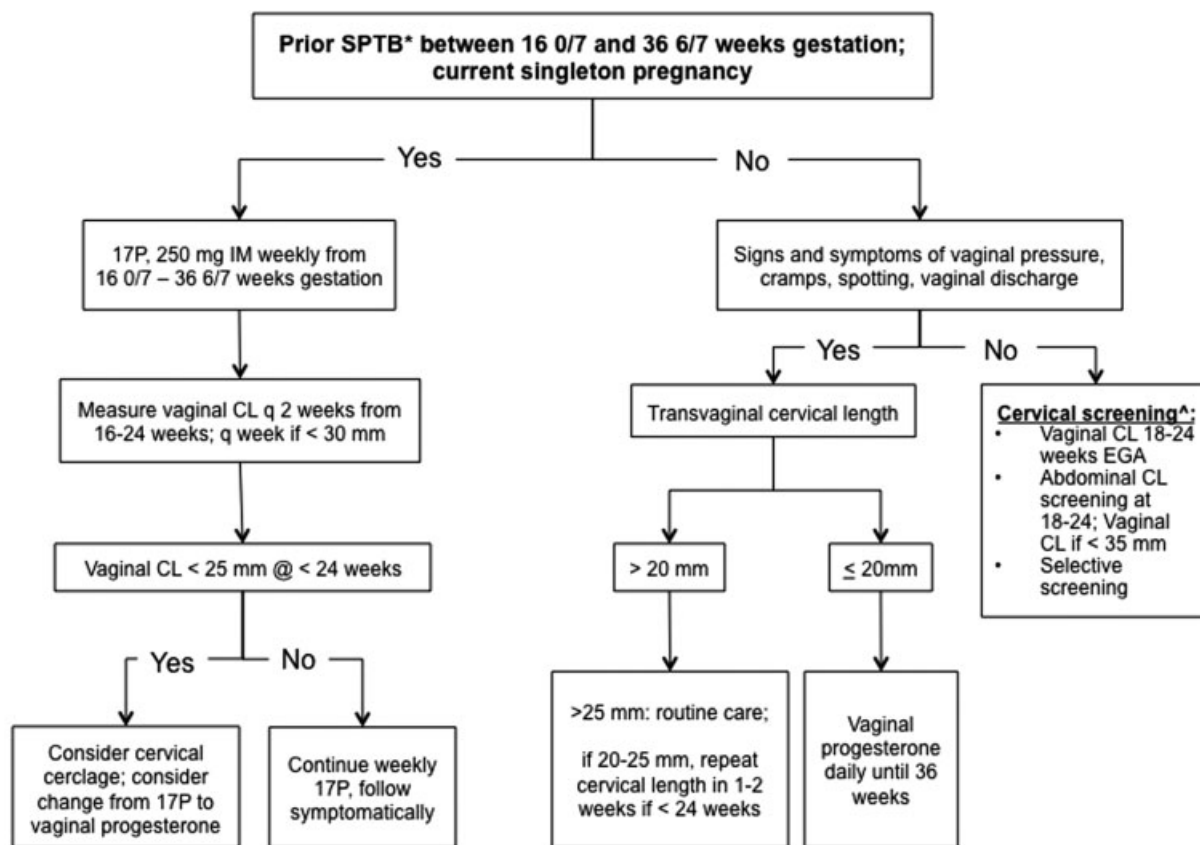 Prior SPTB* between 16 0/7 and 36 6/7 weeks gestation;
current singleton pregnancy
Yes
No
17P, 250 mg IM weekly from
16 0/7 – 36 6/7 weeks gestation
Signs and symptoms of vaginal pressure,
cramps, spotting, vaginal discharge
Yes
No
Measure vaginal CL q 2 weeks from
16-24 weeks; q week if < 30 mm
Transvaginal cervical length
Cervical screening^:
• Vaginal CL 18-24
weeks EGA
• Abdominal CL
screening at
18-24; Vaginal
CL if < 35 mm
• Selective
screening
Vaginal CL < 25 mm @ < 24 weeks
> 20 mm
≤ 20mm
Yes
No
Consider cervical
cerclage; consider
change from 17P to
vaginal progesterone
Continue weekly
17P, follow
symptomatically
>25 mm: routine care;
if 20-25 mm, repeat
cervical length in 1-2
weeks if < 24 weeks
Vaginal
progesterone
daily until 36
weeks